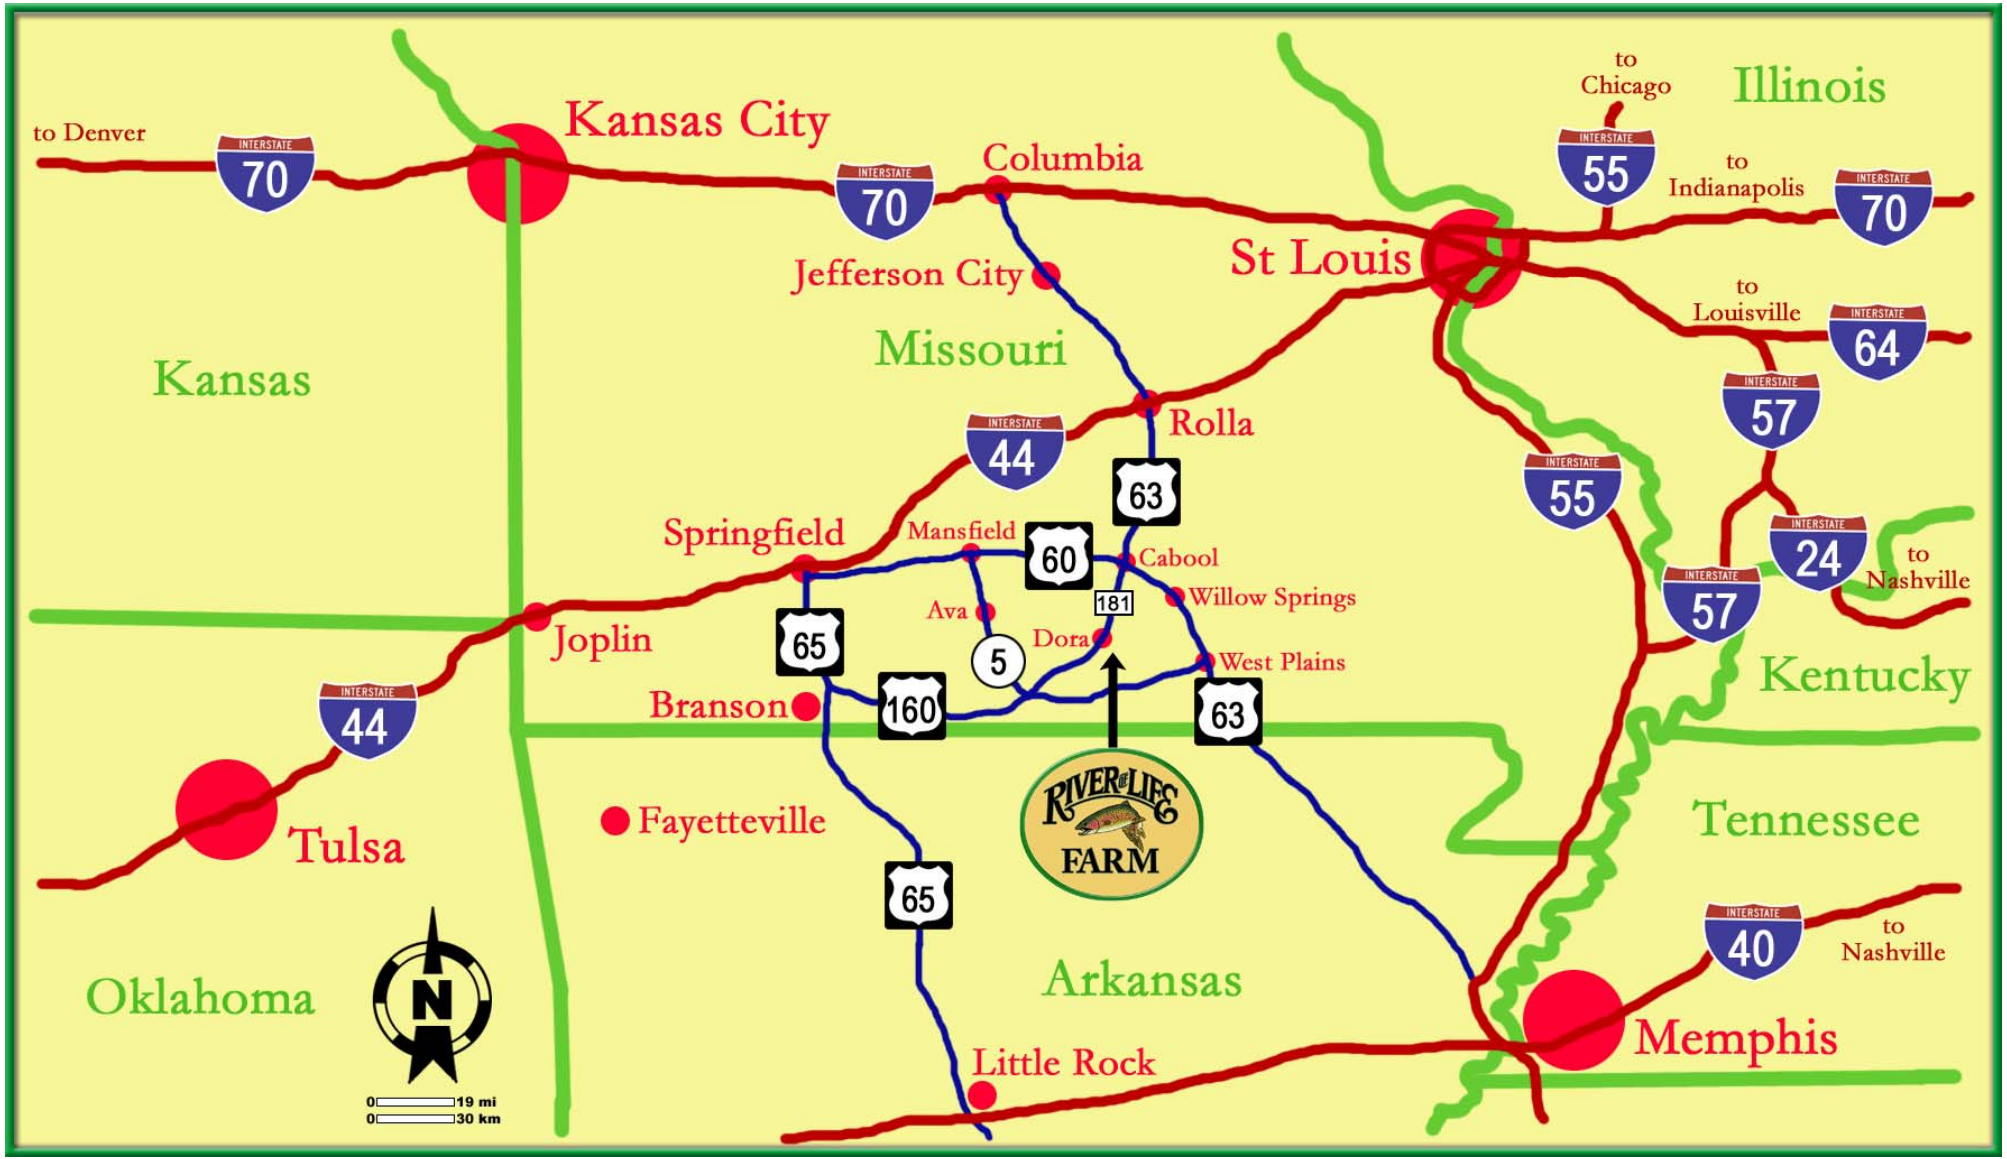 to
Chicago
Illinois
Kansas City
to Denver
INTERSTATE
70
INTERSTATE
70
Columbia
INTERSTATE
55
to
Indianapolis
INTERSTATE
70
St Louis
Jefferson City
to
Louisville
INTERSTATE
64
Missouri
Kansas
INTERSTATE
57
Rolla
INTERSTATE
44
63
INTERSTATE
55
Springfield
Mansfield
60
Cabool
INTERSTATE
24
to
Nashville
181
Willow Springs
Ava
INTERSTATE
57
Joplin
65
Dora
5
West Plains
Kentucky
INTERSTATE
44
Branson
160
63
RIVER OF LIFE
FARM
Fayetteville
Tennessee
Tulsa
65
INTERSTATE
40
to
Nashville
Oklahoma
N
Arkansas
Memphis
Little Rock
0 19 mi
0 30 km